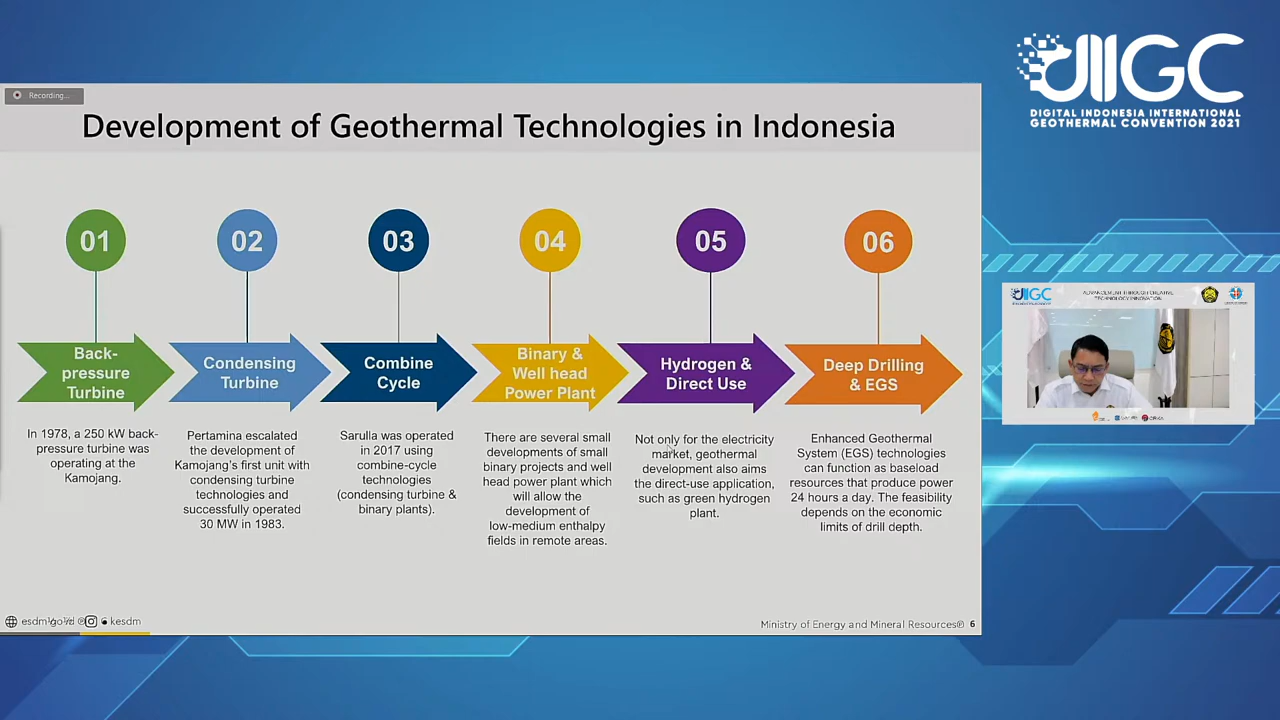 JIIGC
DIGITAL INDONESIA INTERNATIONAL
GEOTHERMAL CONVENTION 2021
Recording...
Development of Geothermal Technologies in Indonesia
01
Back-
pressure
Turbine
In 1978, a 250 kW back-
pressure turbine was
operating at the
Kamojang.
02
Condensing
Turbine
Pertamina escalated
the development of
Kamojang's first unit with
condensing turbine
technologies and
successfully operated
30 MW in 1983.
03
Combine
Cycle
Sarulla was operated
in 2017 using
combine-cycle
technologies
(condensing turbine &
binary plants).
04
Binary &
Well head
Power Plant
There are several small
developments of small
binary projects and well
head power plant which
will allow the
development of
low-medium enthalpy
fields in remote areas.
05
Hydrogen &
Direct Use
Not only for the electricity
market, geothermal
development also aims
the direct-use application,
such as green hydrogen
plant.
06
Deep Drilling
& EGS
Enhanced Geothermal
System (EGS) technologies
can function as baseload
resources that produce power
24 hours a day. The feasibility
depends on the economic
limits of drill depth.
kesdm
Ministry of Energy and Mineral Resources® 6
ADVANCEMENT THROUGH CREATIVE
TECHNOLOGY INNOVATION